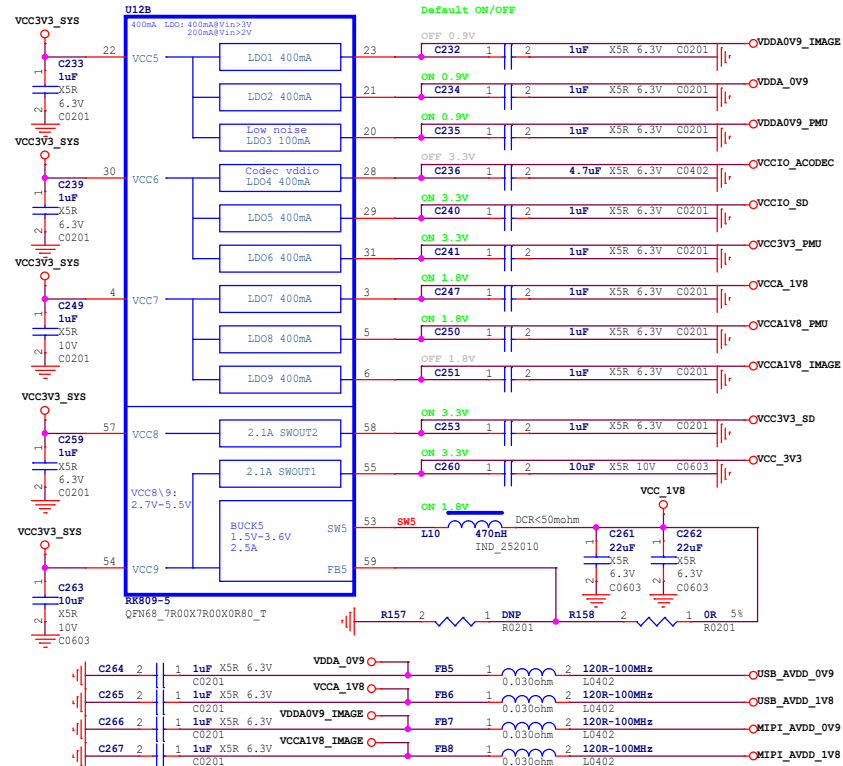 U12B
Default ON/OFF
400mA LDO: 400mA@Vin>3V
200mA@Vin>2V
VCC3V3_SYS
22
VCC5
C233
1uF
X5R
6.3V
C0201
1
2
LDO1 400mA
23
OFF 0.9V
C232 1 2 1uF X5R 6.3V C0201
VDDA0V9_IMAGE
LDO2 400mA
21
ON 0.9V
C234 1 2 1uF X5R 6.3V C0201
VDDA_0V9
Low noise
LDO3 100mA
20
ON 0.9V
C235 1 2 1uF X5R 6.3V C0201
VDDA0V9_PMU
VCC3V3_SYS
30
VCC6
C239
1uF
X5R
6.3V
C0201
1
2
Codec vddio
LDO4 400mA
28
OFF 3.3V
C236 1 2 4.7uF X5R 6.3V C0402
VCCIO_ACODEC
LDO5 400mA
29
ON 3.3V
C240 1 2 1uF X5R 6.3V C0201
VCCIO_SD
LDO6 400mA
31
ON 3.3V
C241 1 2 1uF X5R 6.3V C0201
VCC3V3_PMU
VCC3V3_SYS
4
VCC7
C249
1uF
X5R
10V
C0201
1
2
LDO7 400mA
3
ON 1.8V
C247 1 2 1uF X5R 6.3V C0201
VCCA_1V8
LDO8 400mA
5
ON 1.8V
C250 1 2 1uF X5R 6.3V C0201
VCCA1V8_PMU
LDO9 400mA
6
OFF 1.8V
C251 1 2 1uF X5R 6.3V C0201
VCCA1V8_IMAGE
VCC3V3_SYS
57
VCC8
C259
1uF
X5R
6.3V
C0201
1
2
2.1A SWOUT2
58
ON 3.3V
C253 1 2 1uF X5R 6.3V C0201
VCC3V3_SD
2.1A SWOUT1
55
ON 3.3V
C260 1 2 10uF X5R 10V C0603
VCC_3V3
VCC8\9:
2.7V-5.5V
VCC3V3_SYS
54
VCC9
C263
10uF
X5R
10V
C0603
1
2
BUCK5
1.5V-3.6V
2.5A
SW5
53
SW5
ON 1.8V
L10 470nH
IND_252010
DCR<50mohm
VCC_1V8
C261
22uF
X5R
6.3V
C0603
1
2
C262
22uF
X5R
6.3V
C0603
1
2
FB5
59
RK809-5
QFN68_7R00X7R00X0R80_T
R157 2 1 DNP
R0201
R158 2 1 0R 5%
R0201
C264 2 1 1uF X5R 6.3V
C0201
VDDA_0V9
FB5 1 2 120R-100MHz
0.030ohm L0402
USB_AVDD_0V9
C265 2 1 1uF X5R 6.3V
C0201
VCCA_1V8
FB6 1 2 120R-100MHz
0.030ohm L0402
USB_AVDD_1V8
C266 2 1 1uF X5R 6.3V
C0201
VDDA0V9_IMAGE
FB7 1 2 120R-100MHz
0.030ohm L0402
MIPI_AVDD_0V9
C267 2 1 1uF X5R 6.3V
C0201
VCCA1V8_IMAGE
FB8 1 2 120R-100MHz
0.030ohm L0402
MIPI_AVDD_1V8